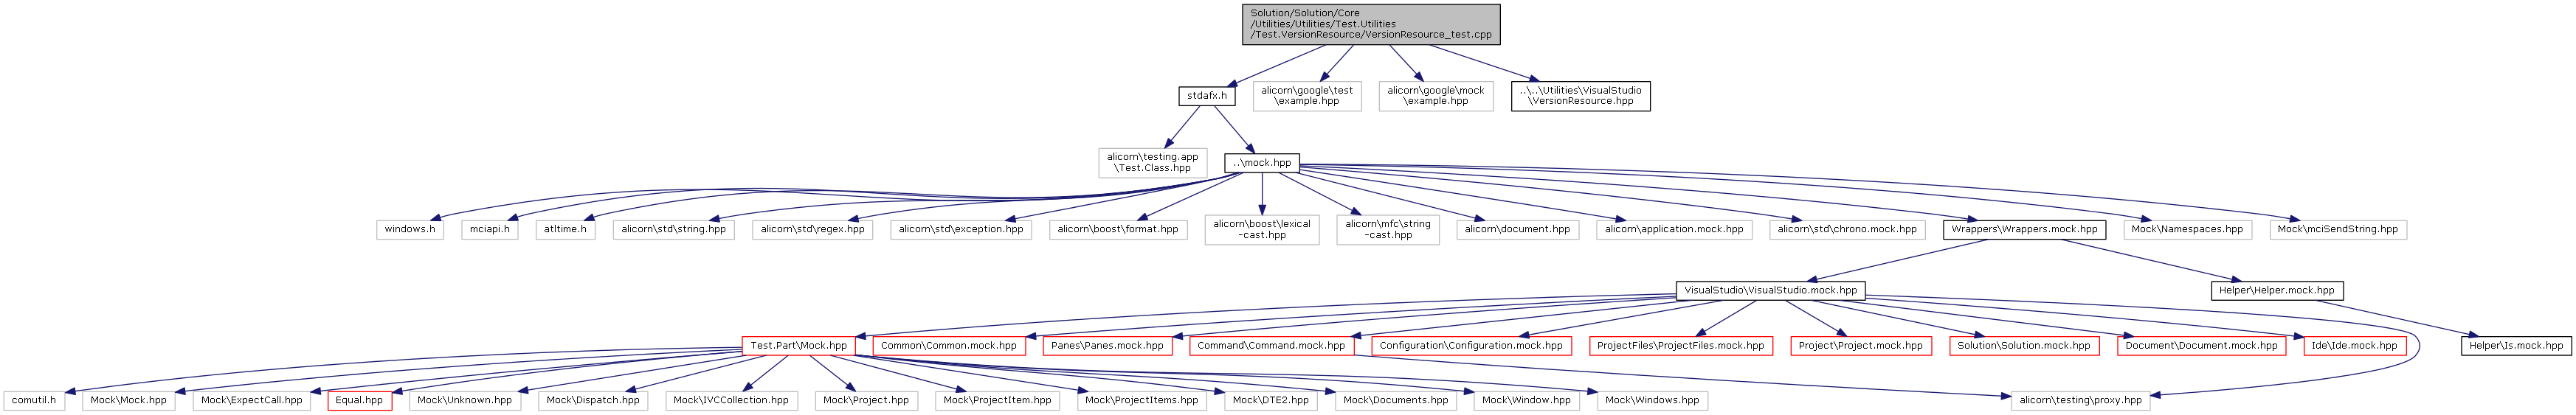 Solution/Solution/Core
/Utilities/Utilities/Test.Utilities
/Test.VersionResource/VersionResource_test.cpp
stdafx.h
alicorn\google\test
\example.hpp
alicorn\google\mock
\example.hpp
..\..\Utilities\VisualStudio
\VersionResource.hpp
alicorn\testing.app
\Test.Class.hpp
..\mock.hpp
windows.h
mciapi.h
atltime.h
alicorn\std\string.hpp
alicorn\std\regex.hpp
alicorn\std\exception.hpp
alicorn\boost\format.hpp
alicorn\boost\lexical
-cast.hpp
alicorn\mfc\string
-cast.hpp
alicorn\document.hpp
alicorn\application.mock.hpp
alicorn\std\chrono.mock.hpp
Wrappers\Wrappers.mock.hpp
Mock\Namespaces.hpp
Mock\mciSendString.hpp
VisualStudio\VisualStudio.mock.hpp
Helper\Helper.mock.hpp
Test.Part\Mock.hpp
Common\Common.mock.hpp
Panes\Panes.mock.hpp
Command\Command.mock.hpp
Configuration\Configuration.mock.hpp
ProjectFiles\ProjectFiles.mock.hpp
Project\Project.mock.hpp
Solution\Solution.mock.hpp
Document\Document.mock.hpp
Ide\Ide.mock.hpp
Helper\Is.mock.hpp
comutil.h
Mock\Mock.hpp
Mock\ExpectCall.hpp
Equal.hpp
Mock\Unknown.hpp
Mock\Dispatch.hpp
Mock\IVCCollection.hpp
Mock\Project.hpp
Mock\ProjectItem.hpp
Mock\ProjectItems.hpp
Mock\DTE2.hpp
Mock\Documents.hpp
Mock\Window.hpp
Mock\Windows.hpp
alicorn\testing\proxy.hpp